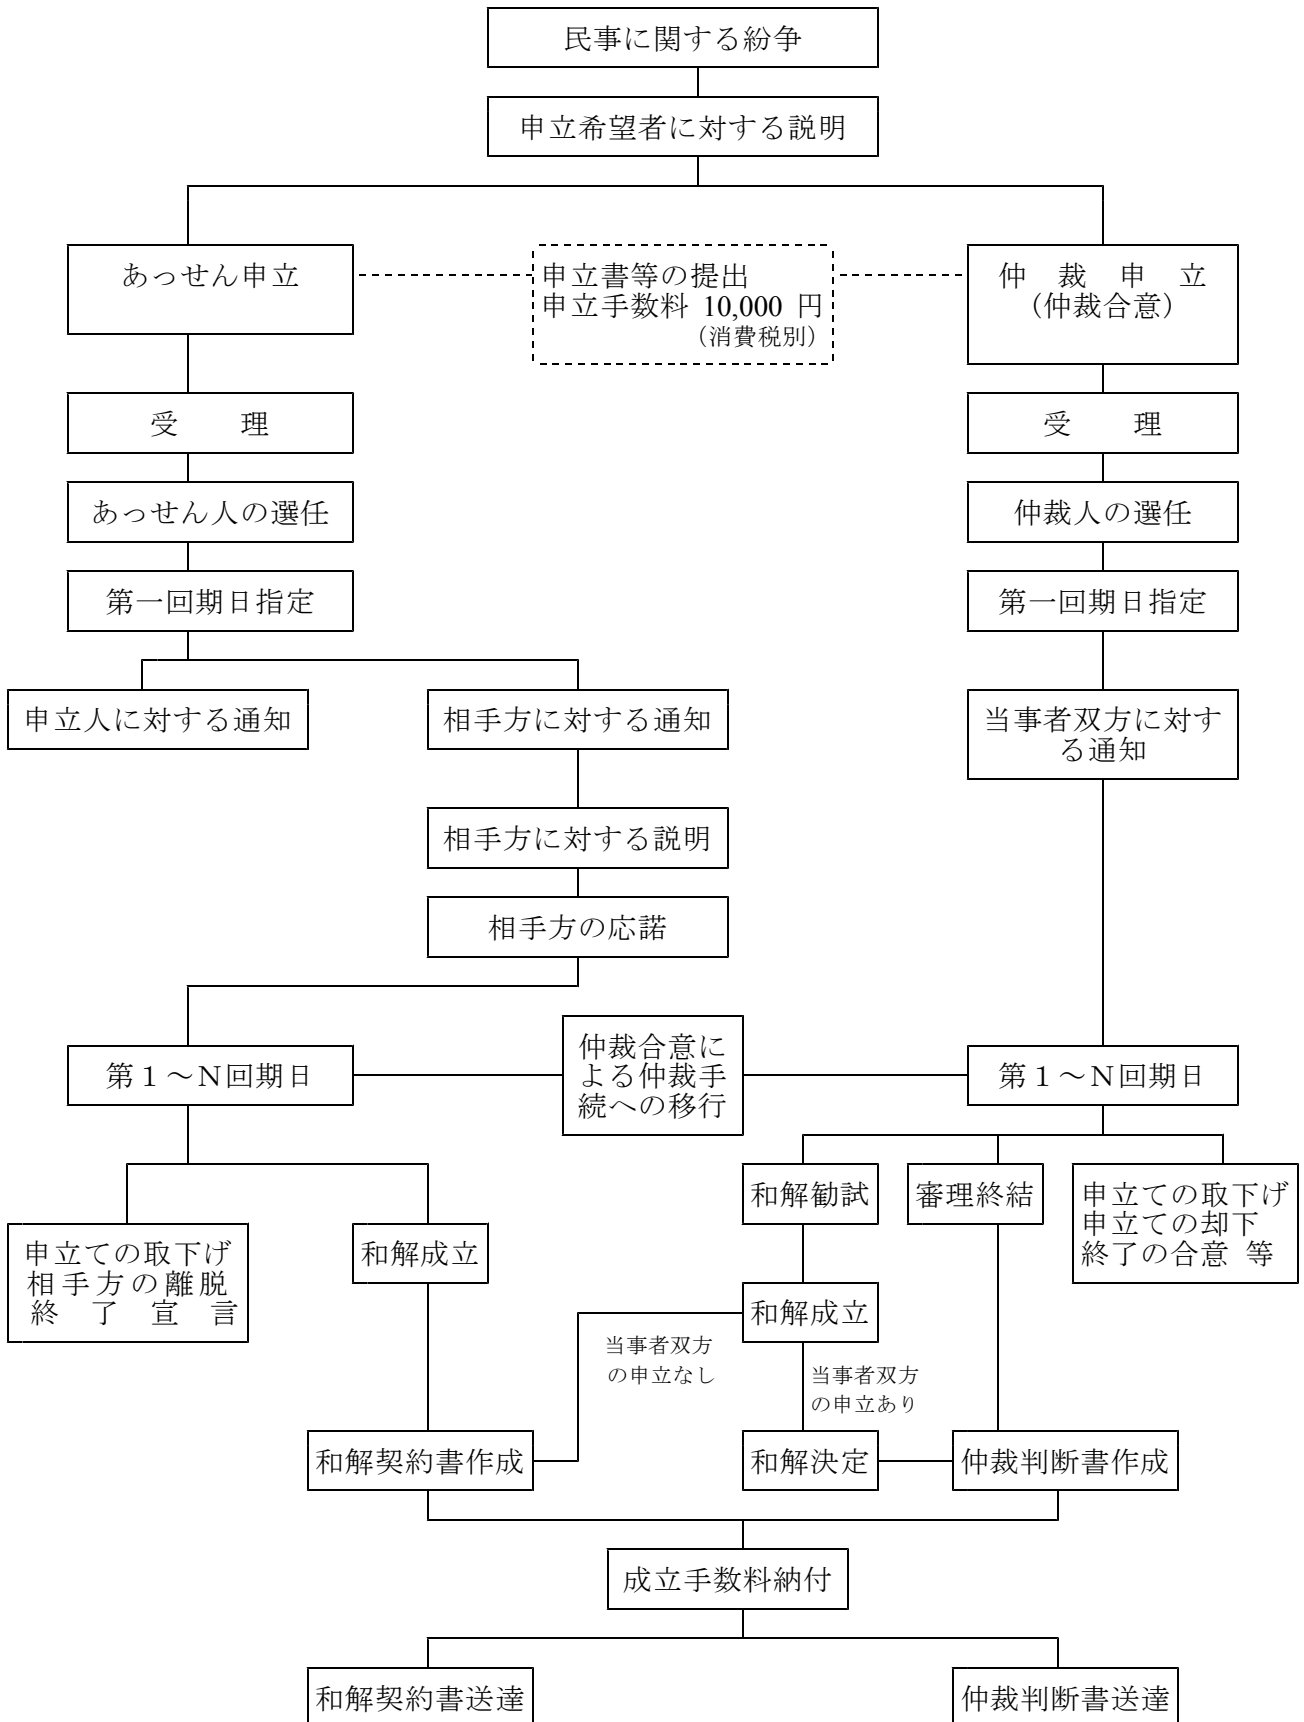 民事に関する紛争
申立希望者に対する説明
あっせん申立
申立書等の提出
申立手数料 10,000 円
（消費税別）
仲　裁　申　立
（仲裁合意）
受　　理
受　　理
あっせん人の選任
仲裁人の選任
第一回期日指定
第一回期日指定
申立人に対する通知
相手方に対する通知
当事者双方に対す
る通知
相手方に対する説明
相手方の応諾
第１～Ｎ回期日
仲裁合意に
よる仲裁手
続への移行
第１～Ｎ回期日
申立ての取下げ
相手方の離脱
終　了　宣　言
和解成立
和解勧試
審理終結
申立ての取下げ
申立ての却下
終了の合意 等
和解成立
当事者双方
の申立なし
当事者双方
の申立あり
和解契約書作成
和解決定
仲裁判断書作成
成立手数料納付
和解契約書送達
仲裁判断書送達